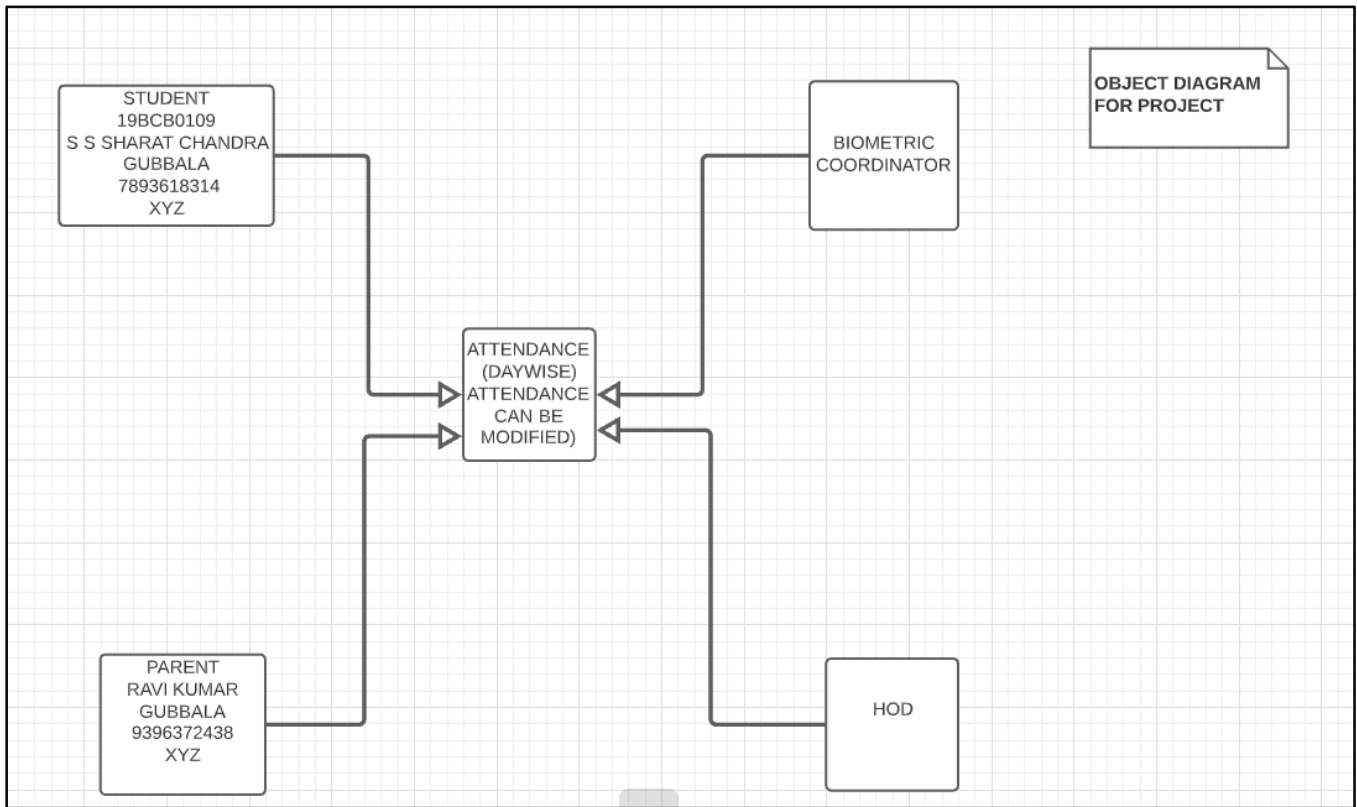 STUDENT
19BCB0109
S S SHARAT CHANDRA
GUBBALA
7893618314
XYZ
BIOMETRIC
COORDINATOR
OBJECT DIAGRAM
FOR PROJECT
ATTENDANCE
(DAYWISE)
ATTENDANCE
CAN BE
MODIFIED)
PARENT
RAVI KUMAR
GUBBALA
9396372438
XYZ
HOD